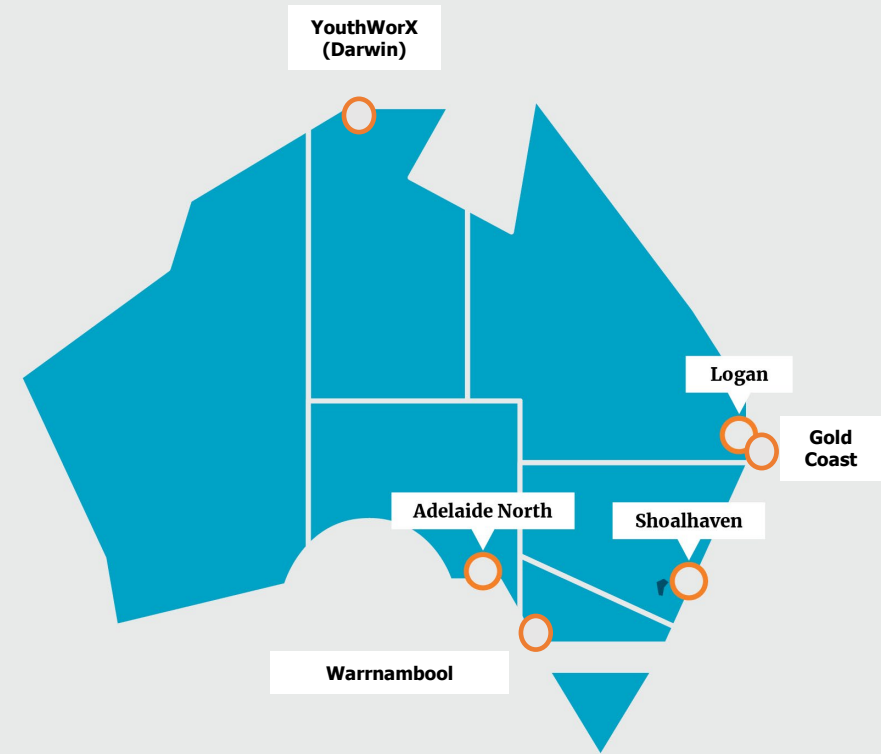 YouthWorX
(Darwin)
Logan
Gold
Coast
Adelaide North
Shoalhaven
Warrnambool